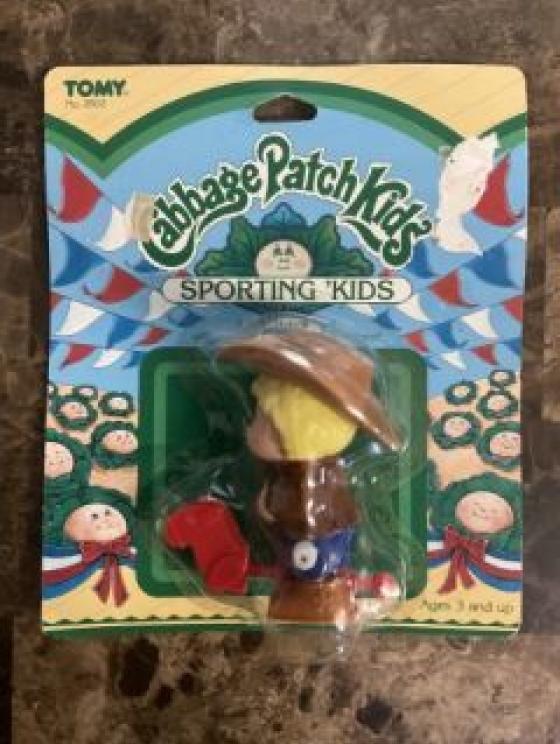 TOMY
Cabbage Patch Kids
SPORTING 'KIDS
Ages 3 and up